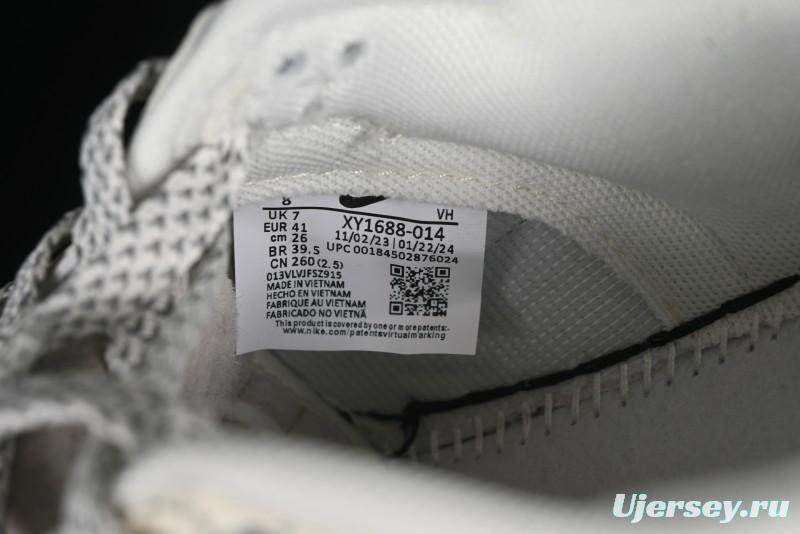 8
UK 7
EUR 41
cm 26
BR 39.5
CN 260 (2.5)
VH
XY1688-014
11/02/23 | 01/22/24
UPC 00184502876024
013VLVJFSZ915
MADE IN VIETNAM
HECHO EN VIETNAM
FABRIQUE AU VIETNAM
FABRICADO NO VIETNÃ
This product is covered by one or more patents:-
www.nike.com/patentsvirtualmarking
Ujersey.ru